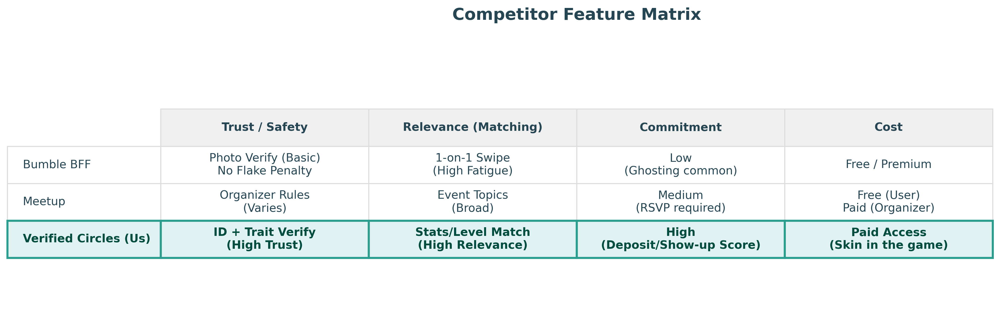 Competitor Feature Matrix
Trust / Safety
Relevance (Matching)
Commitment
Cost
Bumble BFF
Photo Verify (Basic)
No Flake Penalty
1-on-1 Swipe
(High Fatigue)
Low
(Ghosting common)
Free / Premium
Meetup
Organizer Rules
(Varies)
Event Topics
(Broad)
Medium
(RSVP required)
Free (User)
Paid (Organizer)
Verified Circles (Us)
ID + Trait Verify
(High Trust)
Stats/Level Match
(High Relevance)
High
(Deposit/Show-up Score)
Paid Access
(Skin in the game)